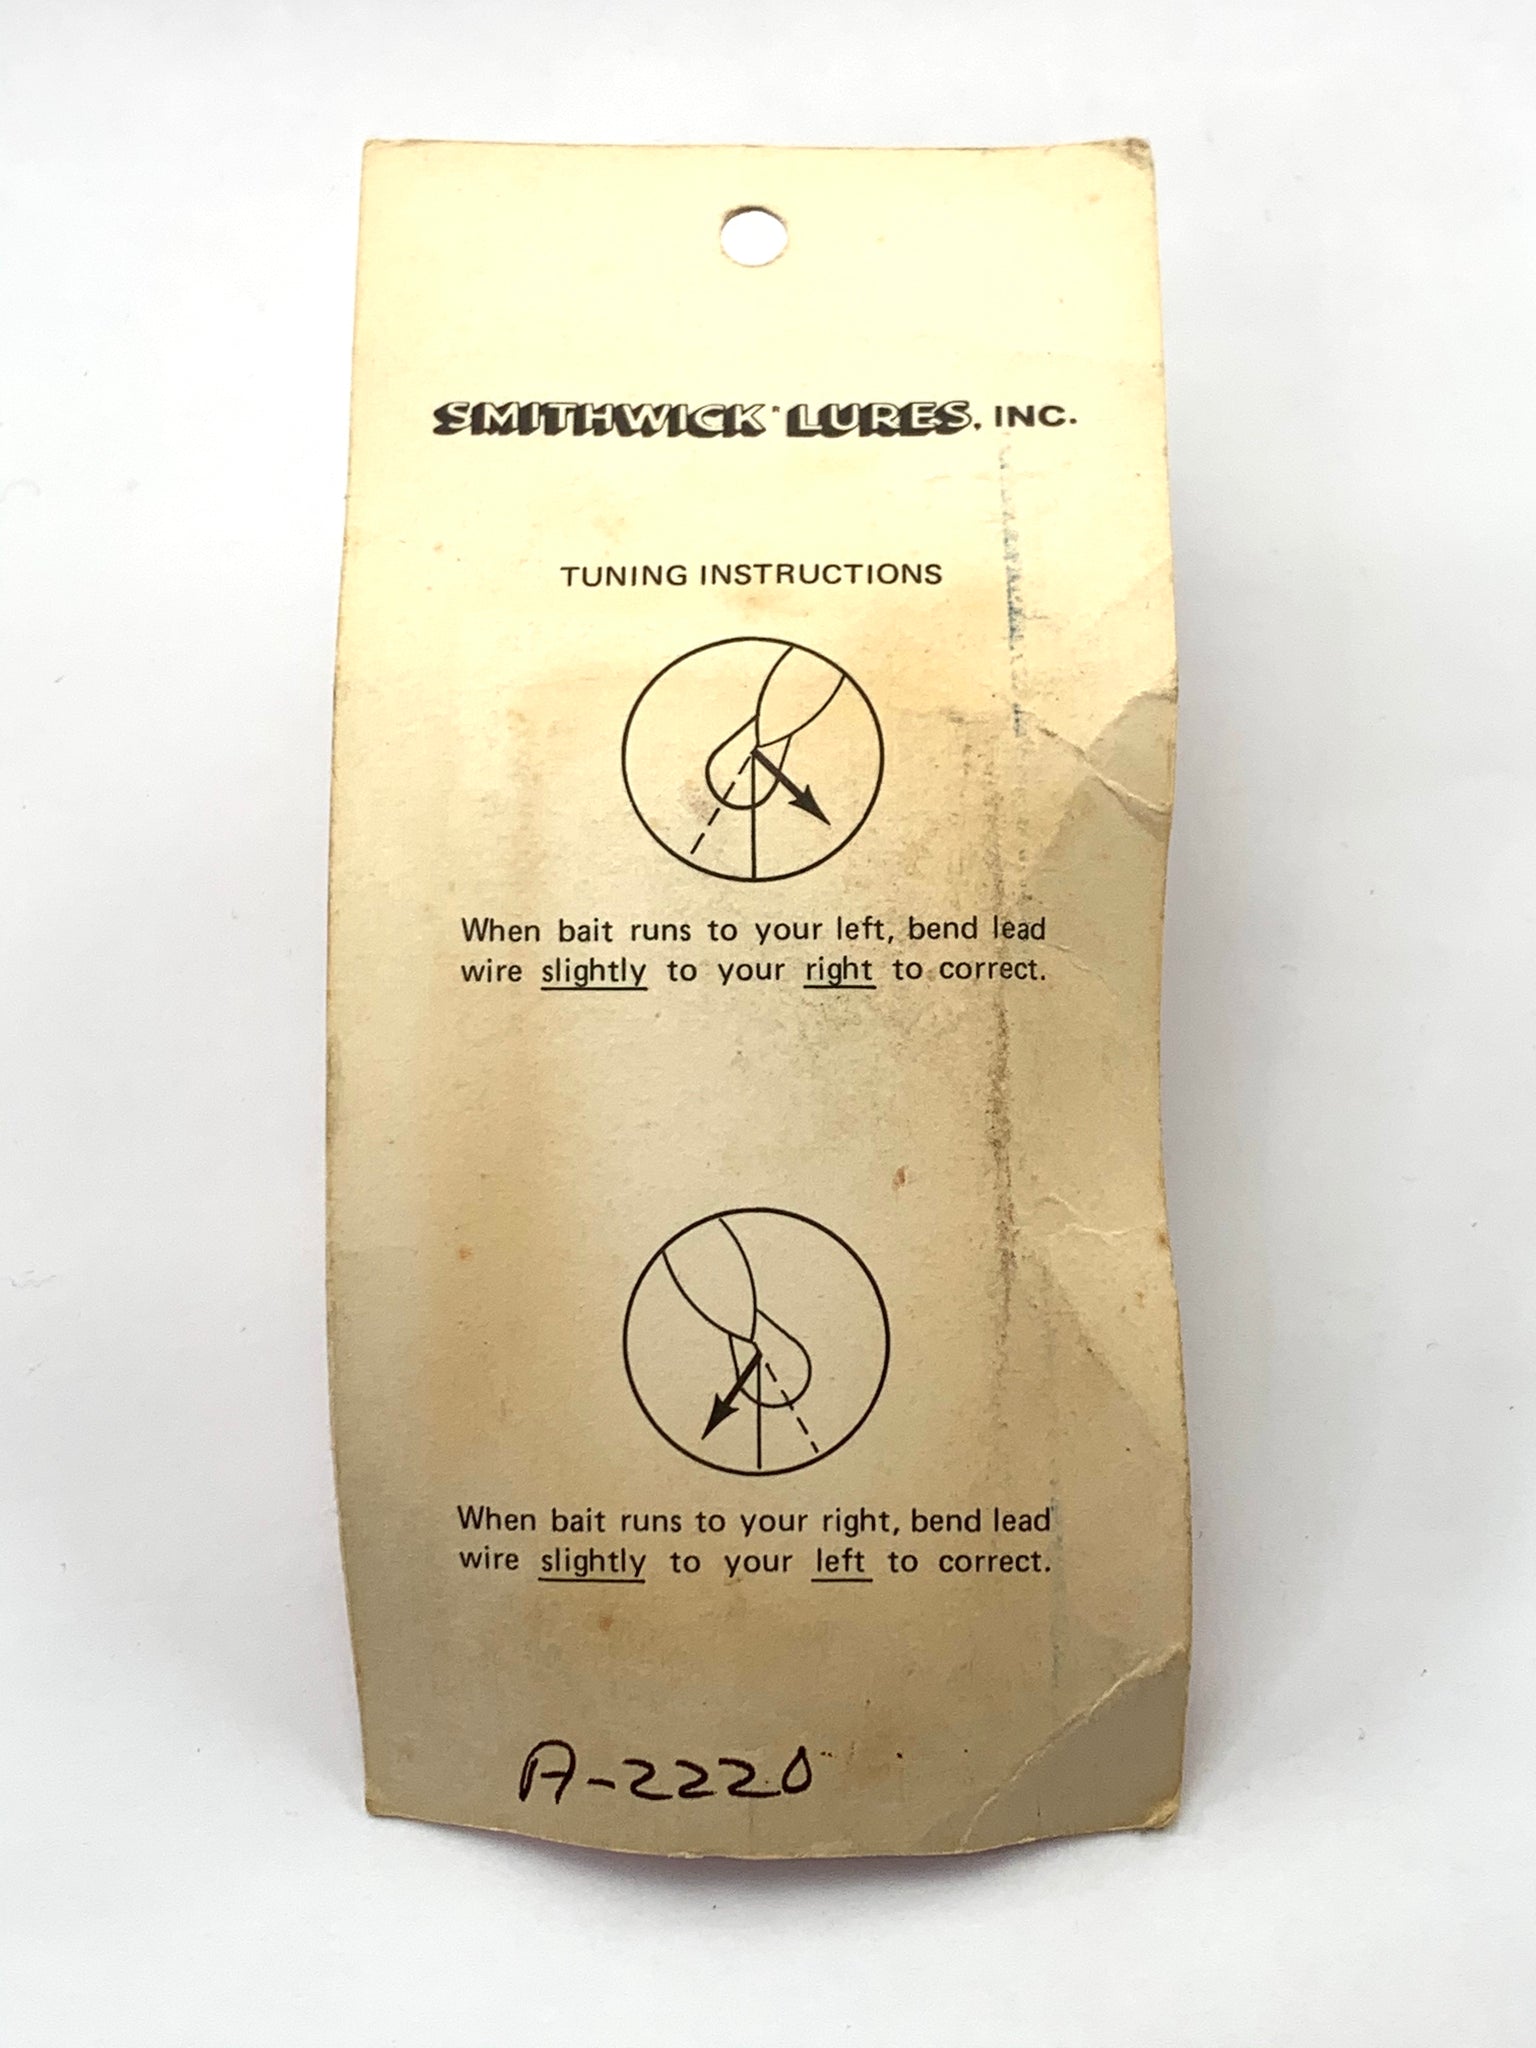 SMITHWICK LURES, INC.
TUNING INSTRUCTIONS
When bait runs to your left, bend lead
wire slightly to your right to correct.
When bait runs to your right, bend lead
wire slightly to your left to correct.
A-2220